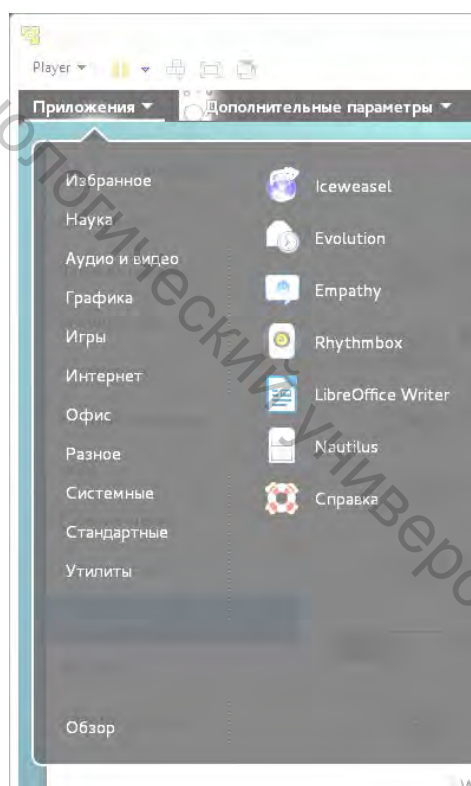 Player
Приложения Дополнительные параметры
Избранное
Наука
Аудио и видео
Графика
Игры
Интернет
Офис
Разное
Системные
Стандартные
Утилиты
Обзор
Iceweasel
Evolution
Empathy
Rhythmbox
LibreOffice Writer
Nautilus
Справка